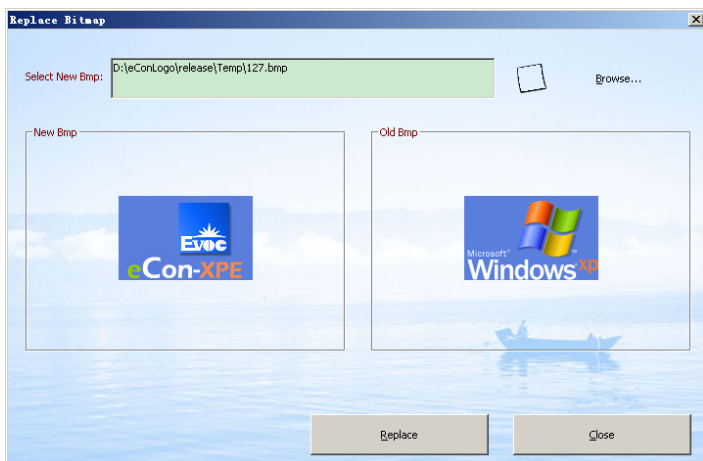 Replace Bitmap
Select New Bmp:
D:\eConLogo\release\Temp\127.bmp
Browse...
New Bmp
Old Bmp
Evoc
eCon-XPE
Microsoft®
Windows xp
Replace
Close